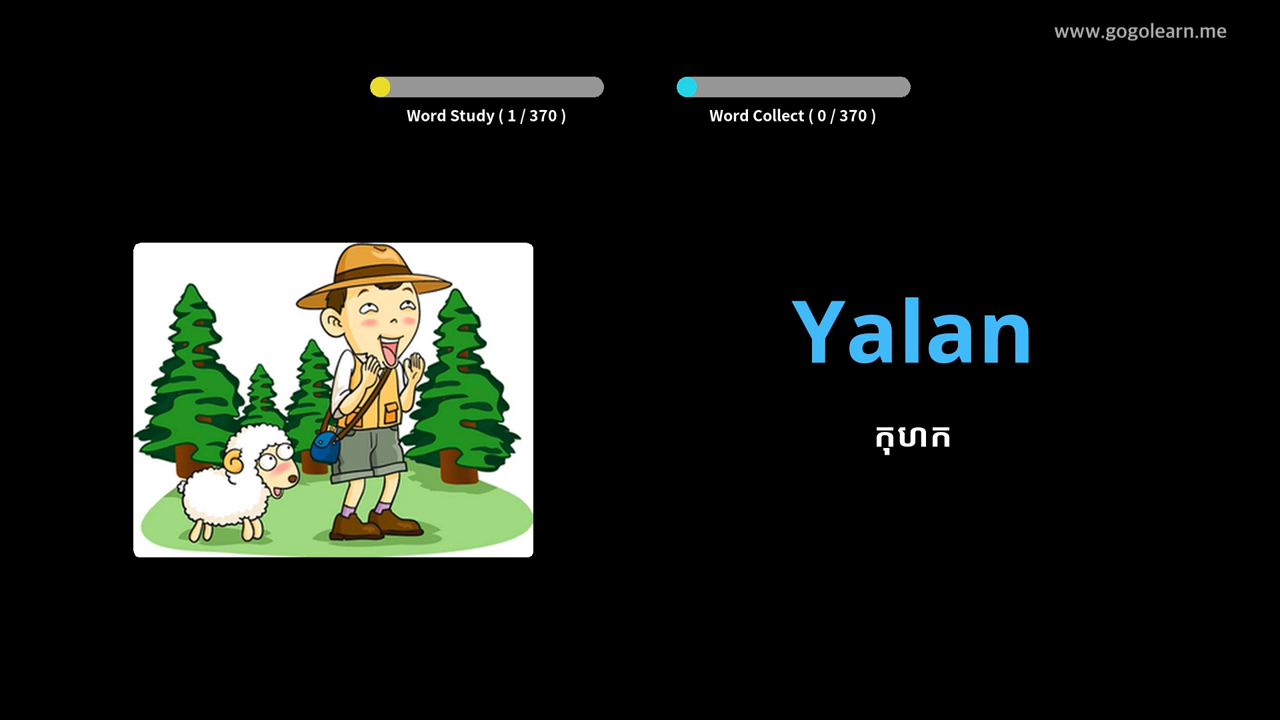 www.gogolearn.me
Word Study ( 1 / 370 )
Word Collect ( 0 / 370 )
Yalan
កុហក